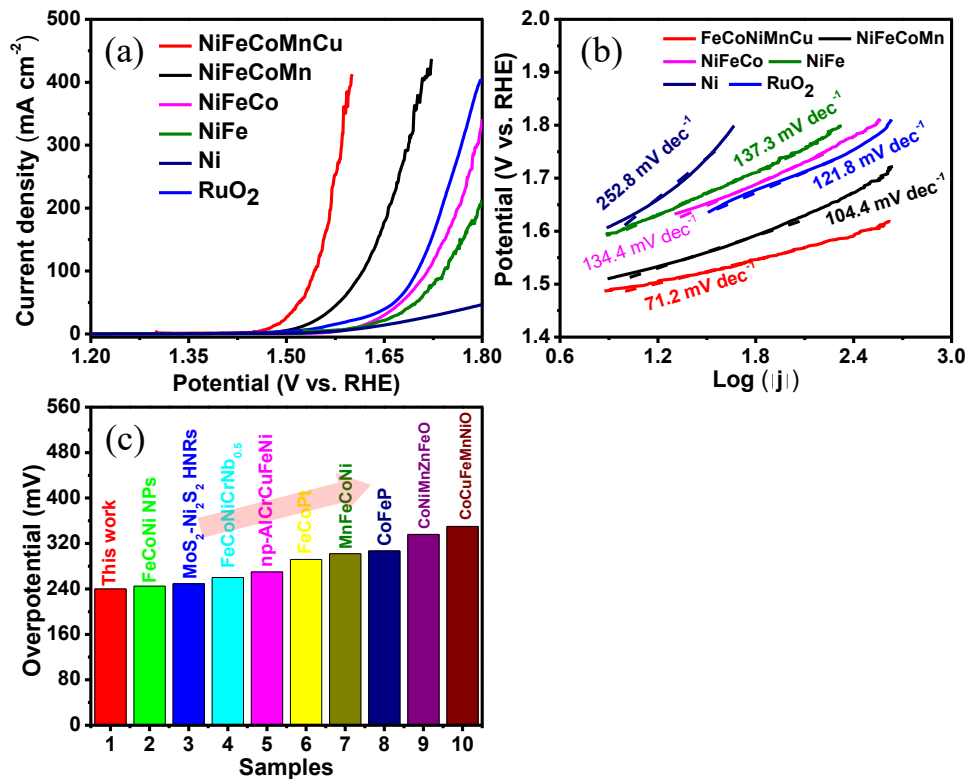 (a)
NiFeCoMnCu
NiFeCoMn
NiFeCo
NiFe
Ni
RuO2
Current density (mA cm-2)
400
300
200
100
0
1.20 1.35 1.50 1.65 1.80
Potential (V vs. RHE)
(b)
FeCoNiMnCu NiFeCoMn
NiFeCo NiFe
Ni RuO2
Potential (V vs. RHE)
2.0
1.9
1.8
1.7
1.6
1.5
1.4
252.8 mV dec-1
137.3 mV dec-1
121.8 mV dec-1
134.4 mV dec-1
104.4 mV dec-1
71.2 mV dec-1
0.6 1.2 1.8 2.4 3.0
Log (|j|)
(c)
Overpotential (mV)
560
480
400
320
240
160
80
0
This work
FeCoNi NPs
MoS2-Ni2S2 HNRs
FeCoNiCrNb0.5
np-AlCrCuFeNi
FeCoPt
MnFeCoNi
CoFeP
CoNiMnZnFeO
CoCuFeMnNiO
1 2 3 4 5 6 7 8 9 10
Samples